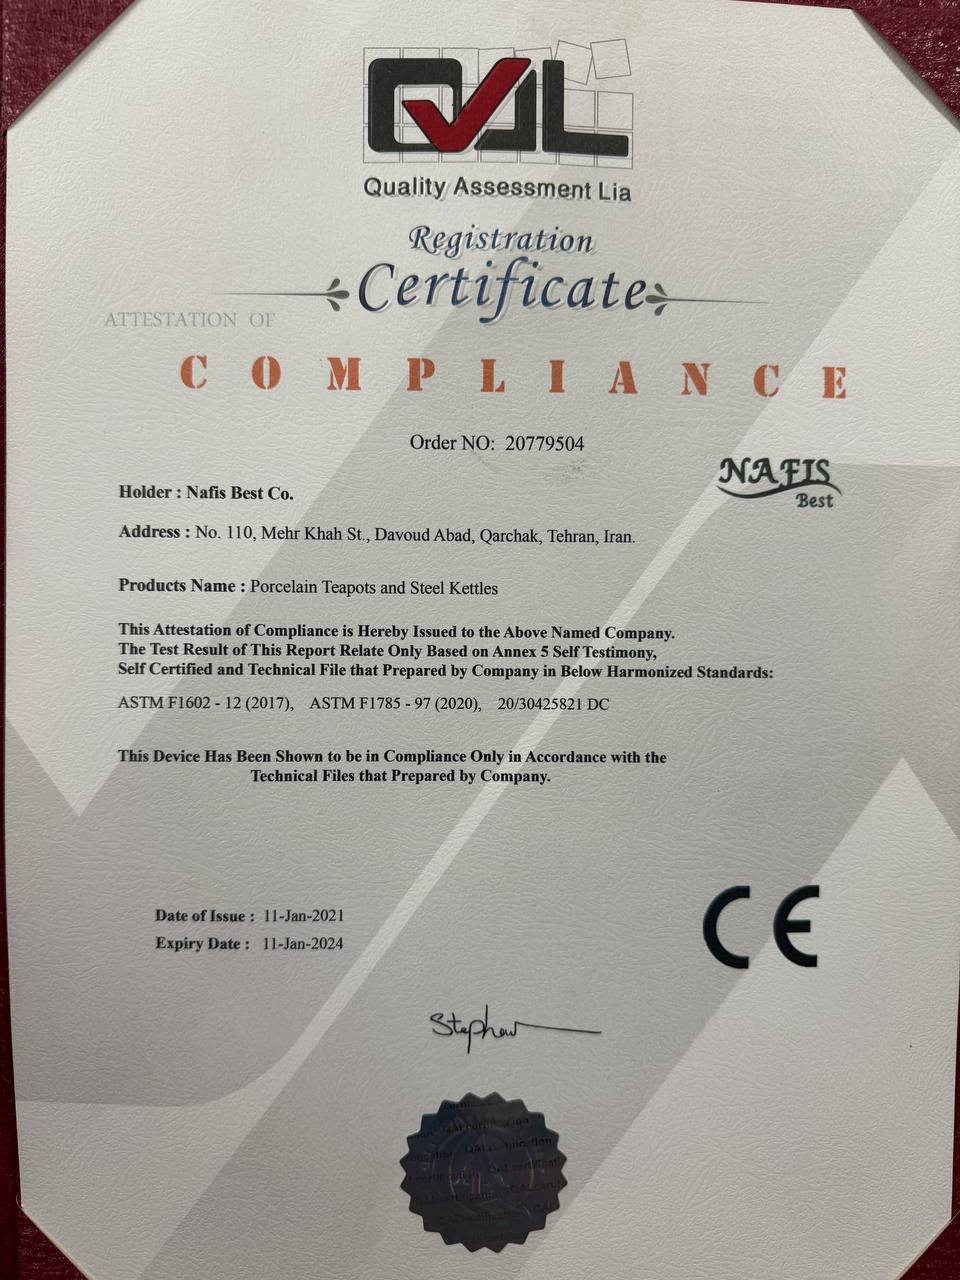 QAL
Quality Assessment Lia
Registration
Certificate
ATTESTATION OF
COMPLIANCE
Order NO: 20779504
NAFIS
Best
Holder : Nafis Best Co.
Address : No. 110, Mehr Khah St., Davoud Abad, Qarchak, Tehran, Iran.
Products Name : Porcelain Teapots and Steel Kettles
This Attestation of Compliance is Hereby Issued to the Above Named Company.
The Test Result of This Report Relate Only Based on Annex 5 Self Testimony,
Self Certified and Technical File that Prepared by Company in Below Harmonized Standards:
ASTM F1602 - 12 (2017), ASTM F1785 - 97 (2020), 20/30425821 DC
This Device Has Been Shown to be in Compliance Only in Accordance with the
Technical Files that Prepared by Company.
Date of Issue : 11-Jan-2021
Expiry Date : 11-Jan-2024
CE